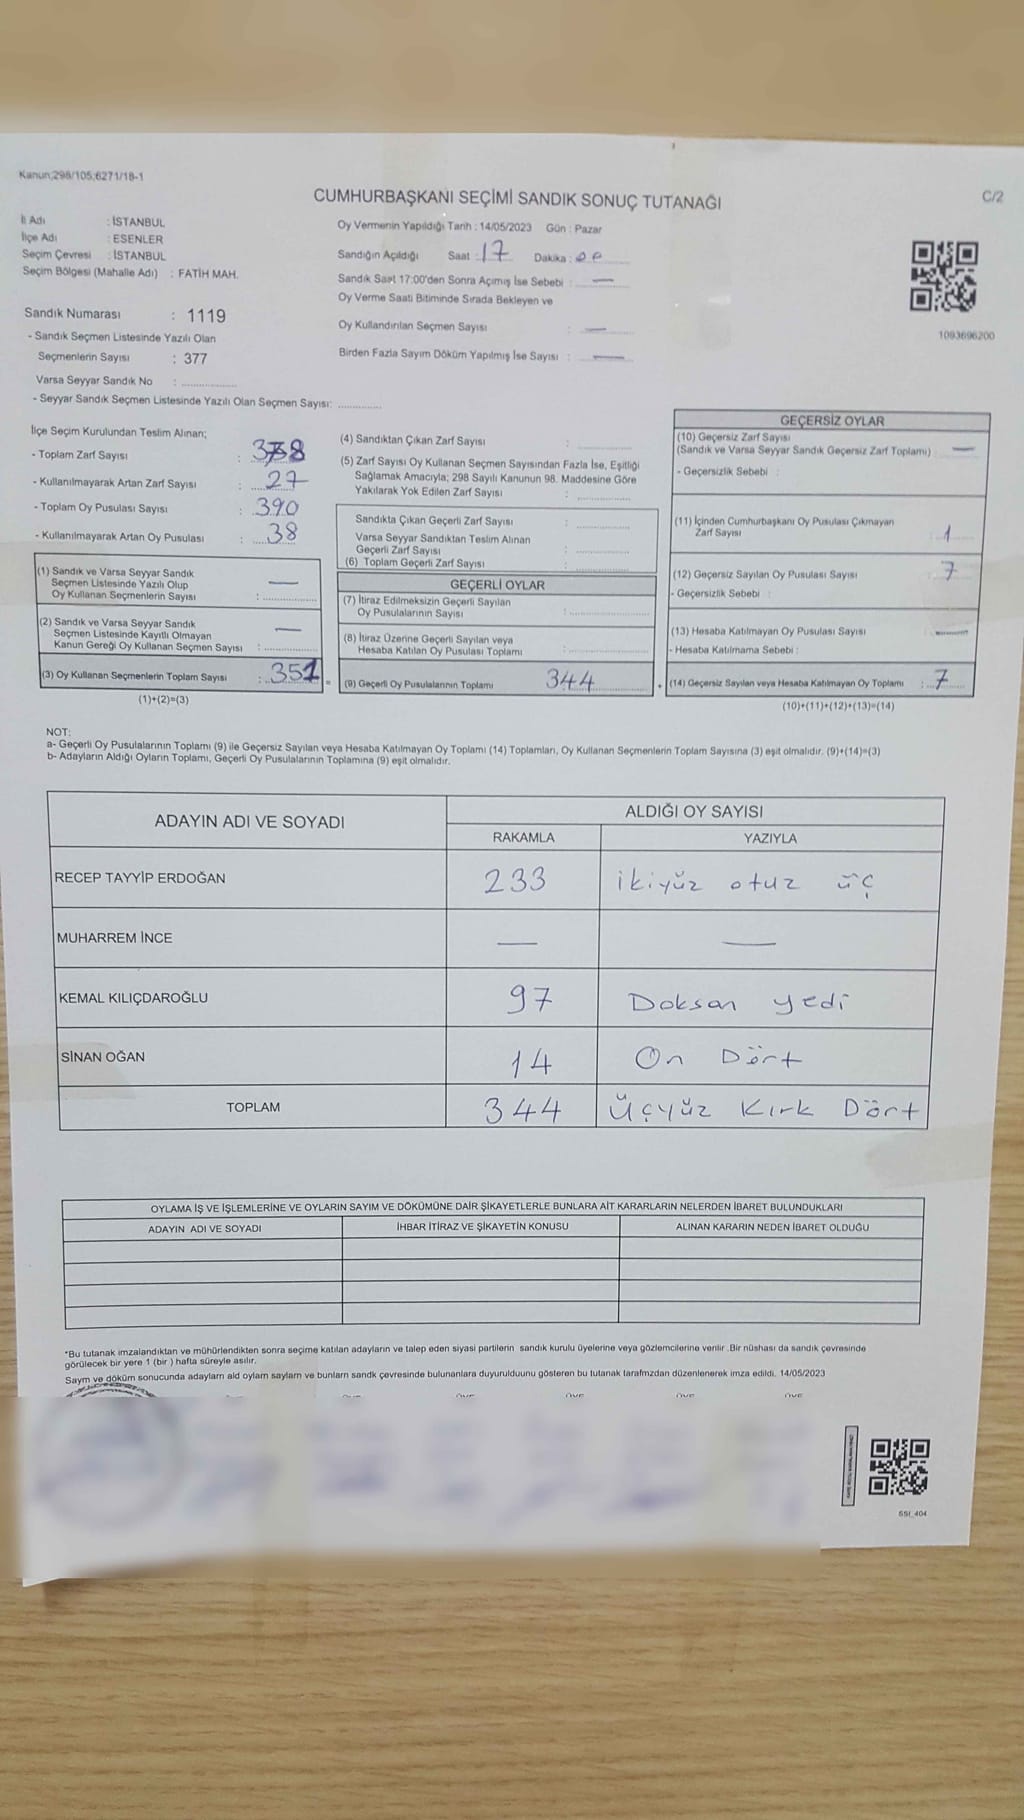 Kanun;298/105;6271/18-1
CUMHURBAŞKANI SEÇİMİ SANDIK SONUÇ TUTANAĞI
C/2
İl Adı : İSTANBUL
İlçe Adı : ESENLER
Seçim Çevresi : İSTANBUL
Seçim Bölgesi (Mahalle Adı) : FATİH MAH.
Oy Vermenin Yapıldığı Tarih : 14/05/2023 Gün : Pazar
Sandığın Açıldığı Saat : 17 Dakika : 00
Sandık Saat 17:00'den Sonra Açımış İse Sebebi : —
Oy Verme Saati Bitiminde Sırada Bekleyen ve
Oy Kullandırılan Seçmen Sayısı : —
Birden Fazla Sayım Döküm Yapılmış İse Sayısı : —
1093696200
Sandık Numarası : 1119
- Sandık Seçmen Listesinde Yazılı Olan
Seçmenlerin Sayısı : 377
Varsa Seyyar Sandık No : ...............
- Seyyar Sandık Seçmen Listesinde Yazılı Olan Seçmen Sayısı: ............
İlçe Seçim Kurulundan Teslim Alınan;
- Toplam Zarf Sayısı :
- Kullanılmayarak Artan Zarf Sayısı : 27
- Toplam Oy Pusulası Sayısı : 390
- Kullanılmayarak Artan Oy Pusulası : 38
(1) Sandık ve Varsa Seyyar Sandık
Seçmen Listesinde Yazılı Olup
Oy Kullanan Seçmenlerin Sayısı : —
(2) Sandık ve Varsa Seyyar Sandık
Seçmen Listesinde Kayıtlı Olmayan
Kanun Gereği Oy Kullanan Seçmen Sayısı : —
(3) Oy Kullanan Seçmenlerin Toplam Sayısı : 351 =
(1)+(2)=(3)
(4) Sandıktan Çıkan Zarf Sayısı : ...............
(5) Zarf Sayısı Oy Kullanan Seçmen Sayısından Fazla İse, Eşitliği
Sağlamak Amacıyla; 298 Sayılı Kanunun 98. Maddesine Göre
Yakılarak Yok Edilen Zarf Sayısı : ...............
Sandıkta Çıkan Geçerli Zarf Sayısı : ...............
Varsa Seyyar Sandıktan Teslim Alınan
Geçerli Zarf Sayısı : ...............
(6) Toplam Geçerli Zarf Sayısı : ...............
GEÇERLİ OYLAR
(7) İtiraz Edilmeksizin Geçerli Sayılan
Oy Pusulalarının Sayısı : ...............
(8) İtiraz Üzerine Geçerli Sayılan veya
Hesaba Katılan Oy Pusulası Toplamı : ...............
(9) Geçerli Oy Pusulalarının Toplamı 344 +
GEÇERSİZ OYLAR
(10) Geçersiz Zarf Sayısı
(Sandık ve Varsa Seyyar Sandık Geçersiz Zarf Toplamı) : —
- Geçersizlik Sebebi :
(11) İçinden Cumhurbaşkanı Oy Pusulası Çıkmayan
Zarf Sayısı : 1
(12) Geçersiz Sayılan Oy Pusulası Sayısı : 7
- Geçersizlik Sebebi :
(13) Hesaba Katılmayan Oy Pusulası Sayısı : —
- Hesaba Katılmama Sebebi :
(14) Geçersiz Sayılan veya Hesaba Katılmayan Oy Toplamı : 7
(10)+(11)+(12)+(13)=(14)
NOT:
a- Geçerli Oy Pusulalarının Toplamı (9) ile Geçersiz Sayılan veya Hesaba Katılmayan Oy Toplamı (14) Toplamları, Oy Kullanan Seçmenlerin Toplam Sayısına (3) eşit olmalıdır. (9)+(14)=(3)
b- Adayların Aldığı Oyların Toplamı, Geçerli Oy Pusulalarının Toplamına (9) eşit olmalıdır.
ADAYIN ADI VE SOYADI
ALDIĞI OY SAYISI
RAKAMLA YAZIYLA
RECEP TAYYİP ERDOĞAN 233 ikiyüz otuz üç
MUHARREM İNCE — —
KEMAL KILIÇDAROĞLU 97 Doksan yedi
SİNAN OĞAN 14 On Dört
TOPLAM 344 Üçyüz Kırk Dört
OYLAMA İŞ VE İŞLEMLERİNE VE OYLARIN SAYIM VE DÖKÜMÜNE DAİR ŞİKAYETLERLE BUNLARA AİT KARARLARIN NELERDEN İBARET BULUNDUKLARI
ADAYIN ADI VE SOYADI İHBAR İTİRAZ VE ŞİKAYETİN KONUSU ALINAN KARARIN NEDEN İBARET OLDUĞU
*Bu tutanak imzalandıktan ve mühürlendikten sonra seçime katılan adayların ve talep eden siyasi partilerin sandık kurulu üyelerine veya gözlemcilerine verilir .Bir nüshası da sandık çevresinde
görülecek bir yere 1 (bir ) hafta süreyle asılır.
Sayım ve döküm sonucunda adayların ald oylarn saylarn ve bunlarn sandk çevresinde bulunanlara duyurulduunu gösteren bu tutanak tarafmzdan düzenlenerek imza edildi. 14/05/2023
SSI_404